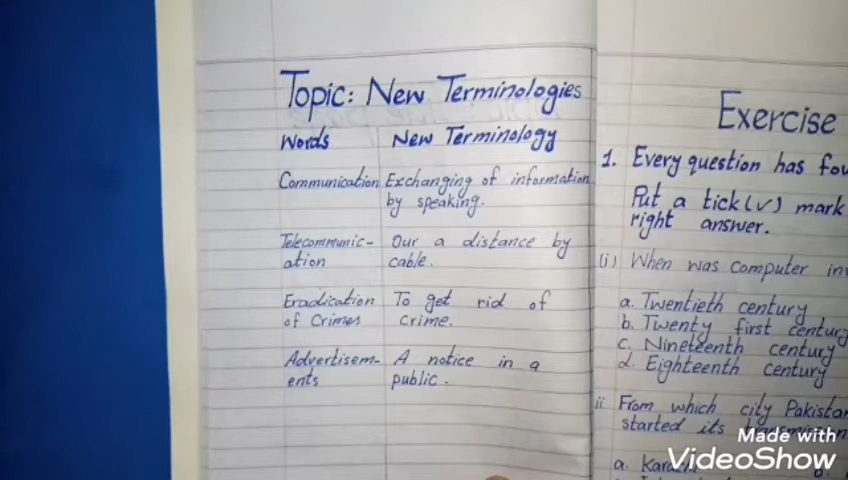 Topic: New Terminologies
Words New Terminology
Communication Exchanging of information
by speaking.
Telecommunic- Our a distance by
ation cable.
Eradication To get rid of
of Crimes crime.
Advertisem- A notice in a
ents public.
Exercise
1. Every question has fou
Put a tick(v) mark
right answer.
(i) When was computer inv
a. Twentieth century
b. Twenty first century
c. Nineteenth century
d. Eighteenth century
ii From which city Pakistan
started its transmission
a. Karachi
Made with
VideoShow